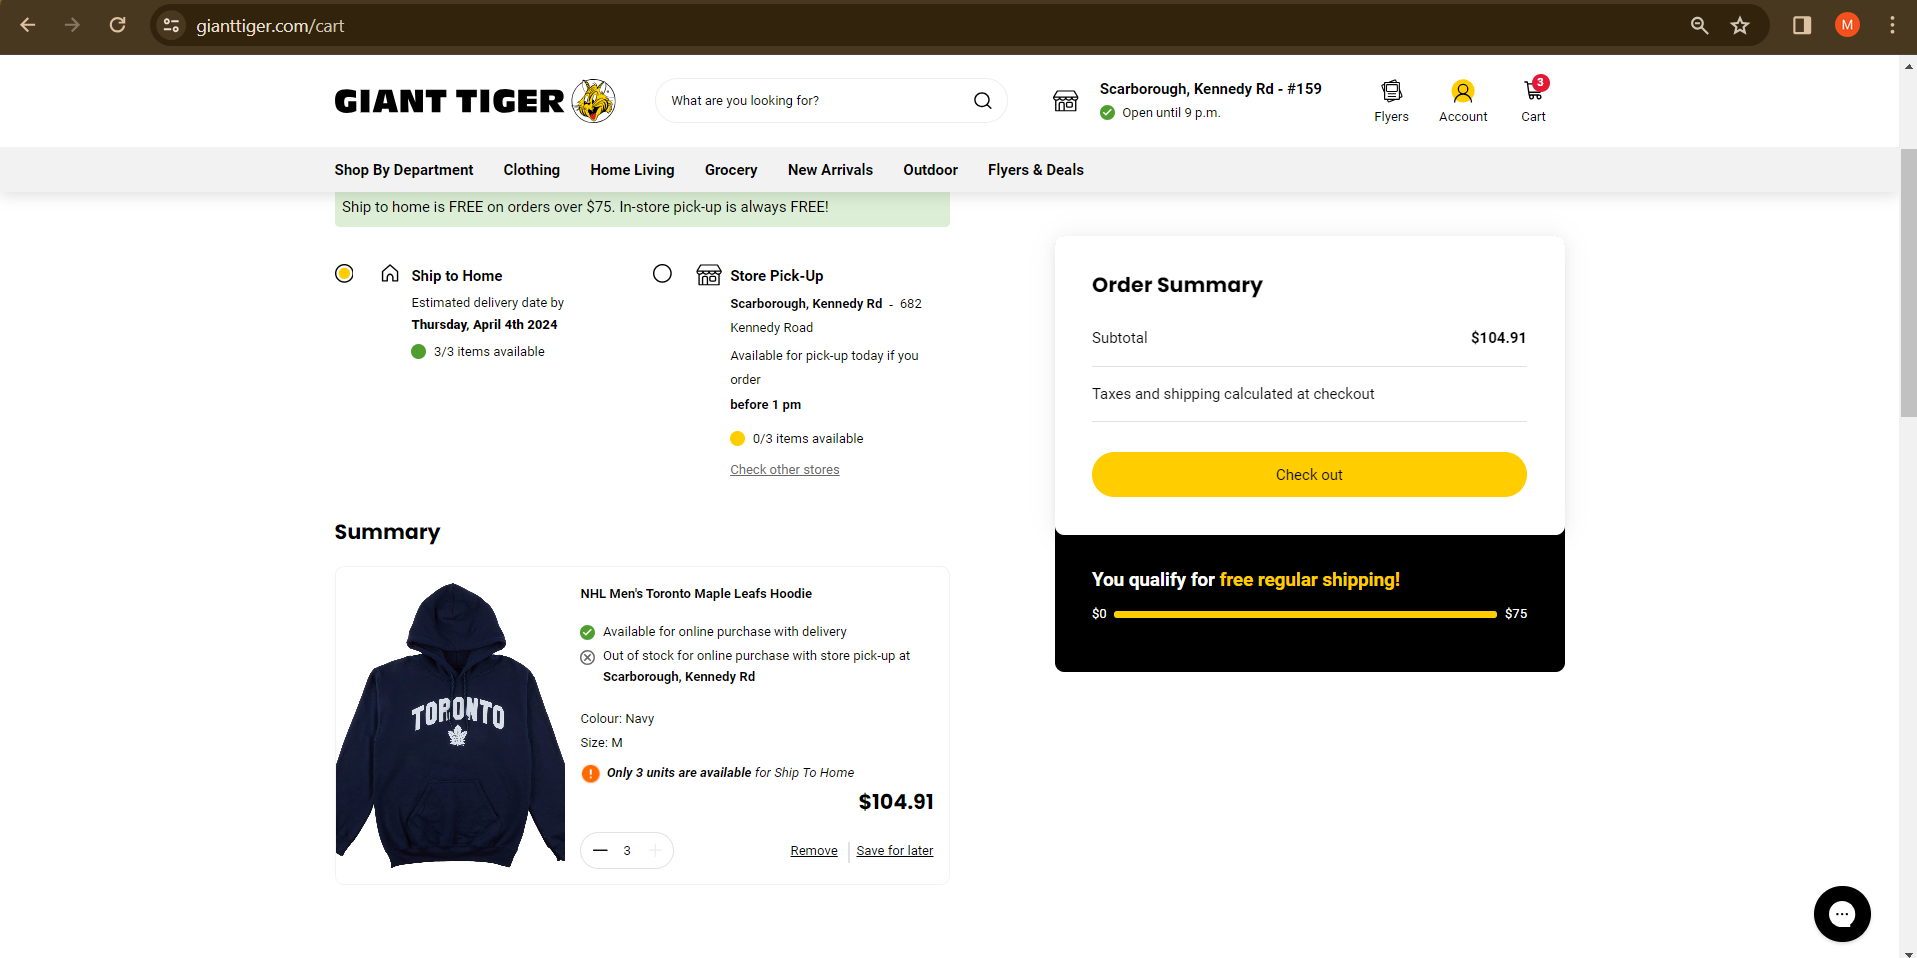 gianttiger.com/cart
M
GIANT TIGER
What are you looking for?
Scarborough, Kennedy Rd - #159
Open until 9 p.m.
Flyers
Account
3
Cart
Shop By Department
Clothing
Home Living
Grocery
New Arrivals
Outdoor
Flyers & Deals
Ship to home is FREE on orders over $75. In-store pick-up is always FREE!
Ship to Home
Estimated delivery date by
Thursday, April 4th 2024
3/3 items available
Store Pick-Up
Scarborough, Kennedy Rd - 682
Kennedy Road
Available for pick-up today if you
order
before 1 pm
0/3 items available
Check other stores
Order Summary
Subtotal $104.91
Taxes and shipping calculated at checkout
Check out
You qualify for free regular shipping!
$0 $75
Summary
TORONTO
NHL Men's Toronto Maple Leafs Hoodie
Available for online purchase with delivery
Out of stock for online purchase with store pick-up at
Scarborough, Kennedy Rd
Colour: Navy
Size: M
Only 3 units are available for Ship To Home
$104.91
3
Remove
Save for later